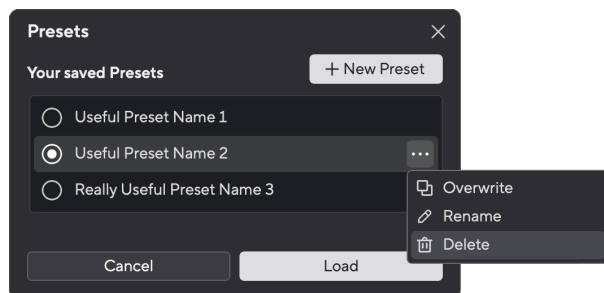 Presets
Your saved Presets
+ New Preset
Useful Preset Name 1
Useful Preset Name 2
Really Useful Preset Name 3
Overwrite
Rename
Delete
Cancel
Load